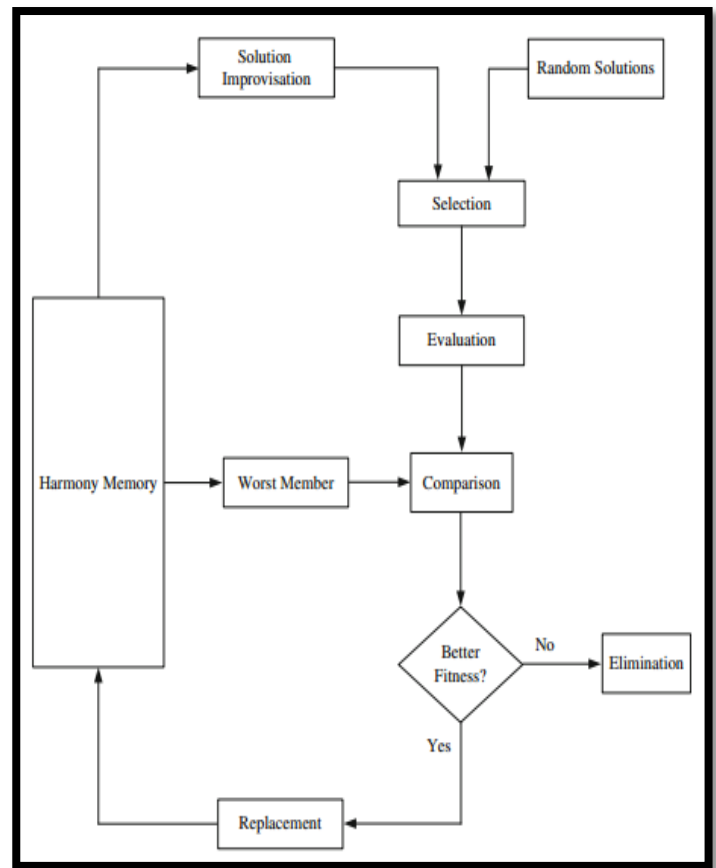 Solution
Improvisation
Random Solutions
Selection
Evaluation
Harmony Memory
Worst Member
Comparison
Better
Fitness?
No
Elimination
Yes
Replacement